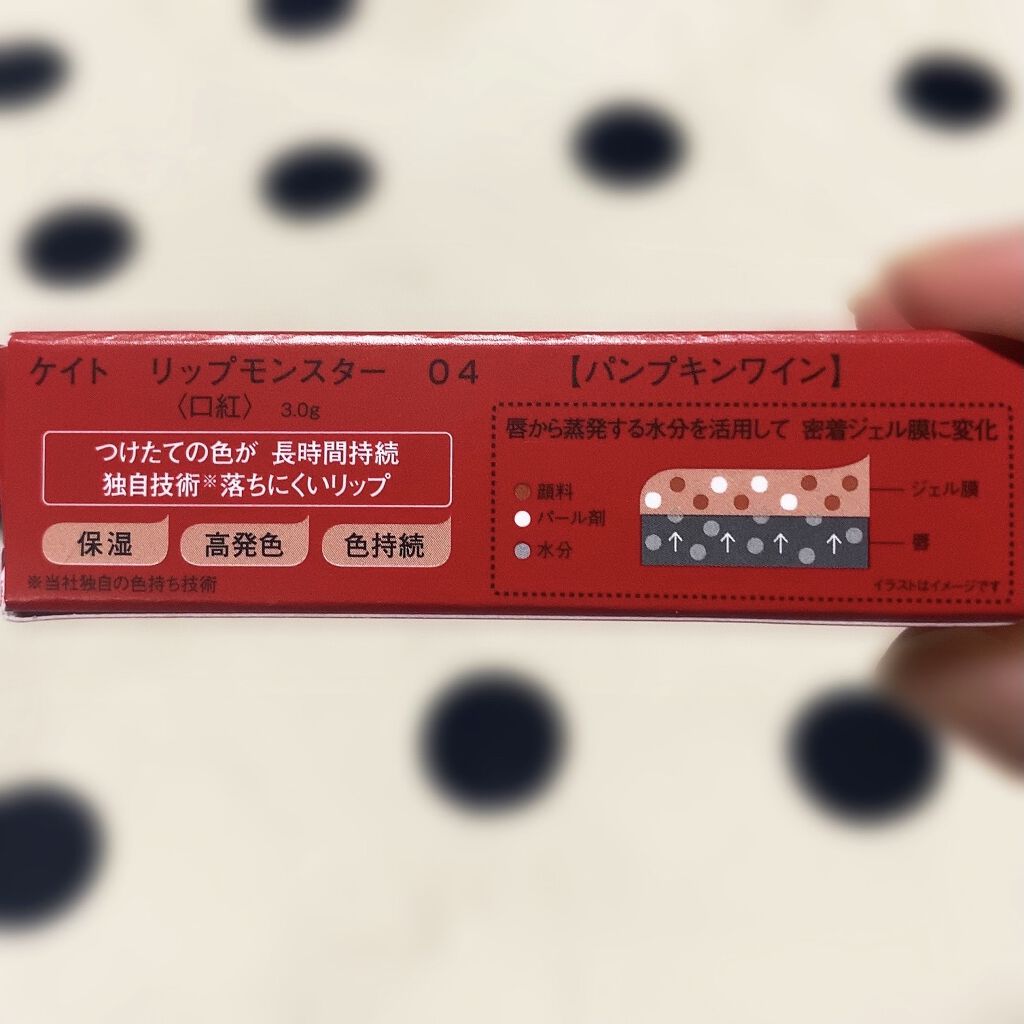 ケイト リップモンスター 04 【パンプキンワイン】
〈口紅〉 3.0g
つけたての色が 長時間持続
独自技術※落ちにくいリップ
保湿 高発色 色持続
※当社独自の色持ち技術
唇から蒸発する水分を活用して 密着ジェル膜に変化
顔料
パール剤
水分
ジェル膜
唇
イラストはイメージです